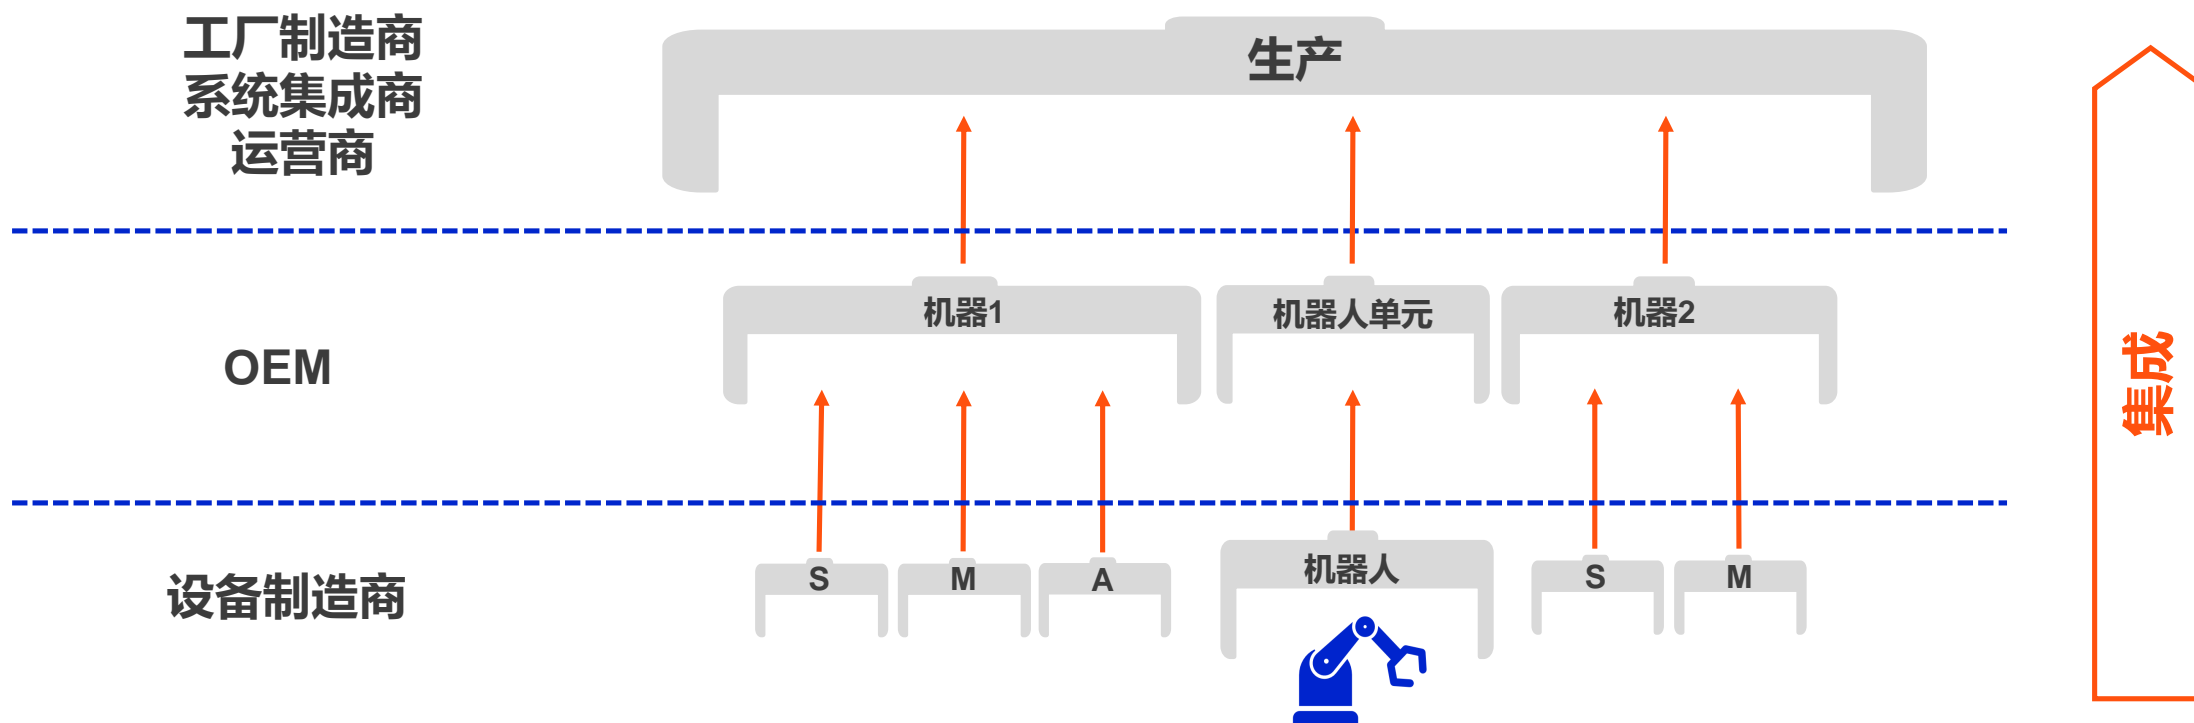 工厂制造商
系统集成商
运营商
生产
OEM
机器1
机器人单元
机器2
设备制造商
S
M
A
机器人
S
M
集成